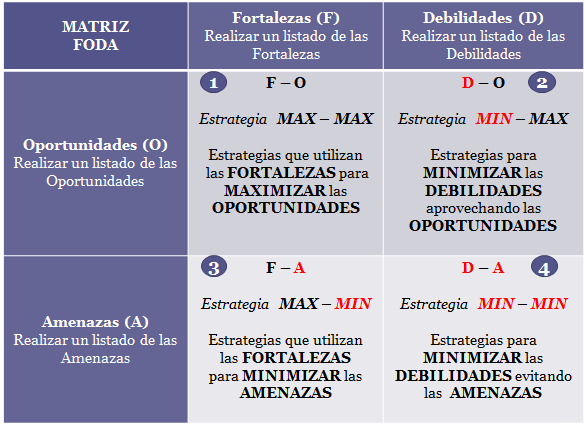 MATRIZ
FODA
Fortalezas (F)
Realizar un listado de las
Fortalezas
Debilidades (D)
Realizar un listado de las
Debilidades
Oportunidades (O)
Realizar un listado de las
Oportunidades
1 F – O
Estrategia MAX – MAX
Estrategias que utilizan
las FORTALEZAS para
MAXIMIZAR las
OPORTUNIDADES
D – O 2
Estrategia MIN – MAX
Estrategias para
MINIMIZAR las
DEBILIDADES
aprovechando las
OPORTUNIDADES
Amenazas (A)
Realizar un listado de las
Amenazas
3 F – A
Estrategia MAX – MIN
Estrategias que utilizan
las FORTALEZAS
para MINIMIZAR las
AMENAZAS
D – A 4
Estrategia MIN – MIN
Estrategias para
MINIMIZAR las
DEBILIDADES evitando
las AMENAZAS